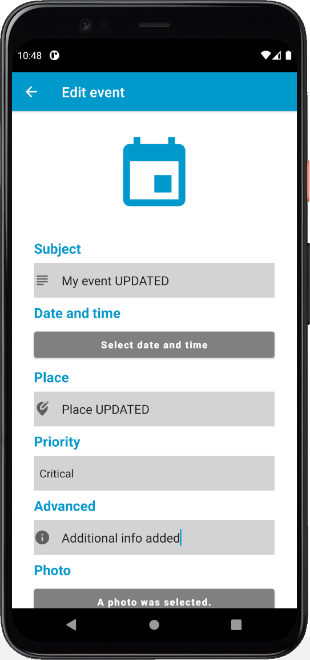 10:48
Edit event
Subject
My event UPDATED
Date and time
Select date and time
Place
Place UPDATED
Priority
Critical
Advanced
Additional info added
Photo
A photo was selected.